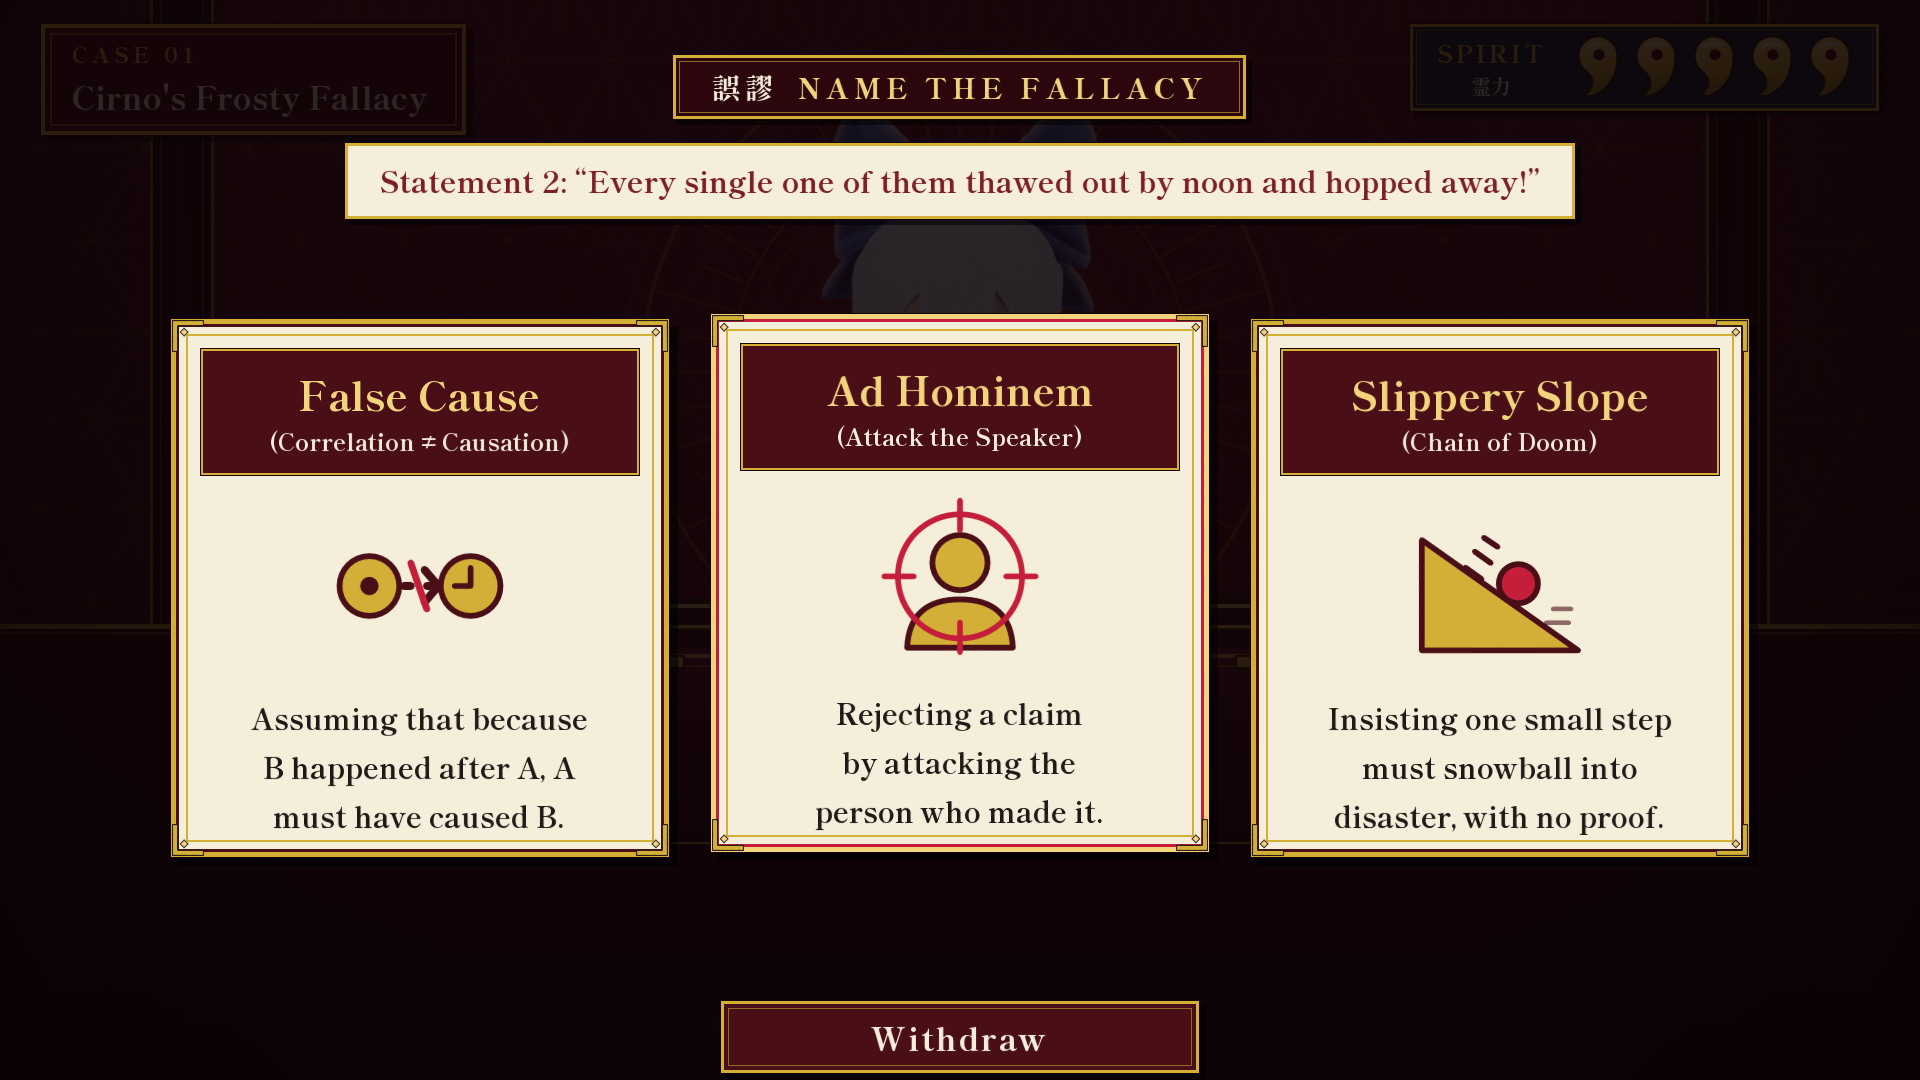 CASE 01
Cirno's Frosty Fallacy
誤謬 NAME THE FALLACY
SPIRIT
霊力
Statement 2: “Every single one of them thawed out by noon and hopped away!”
False Cause
(Correlation ≠ Causation)
Assuming that because
B happened after A, A
must have caused B.
Ad Hominem
(Attack the Speaker)
Rejecting a claim
by attacking the
person who made it.
Slippery Slope
(Chain of Doom)
Insisting one small step
must snowball into
disaster, with no proof.
Withdraw